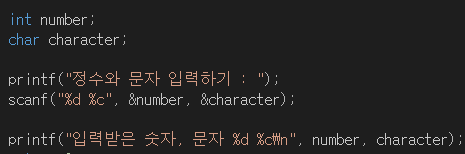 int number;
char character;
printf("정수와 문자 입력하기 : ");
scanf("%d %c", &number, &character);
printf("입력받은 숫자, 문자 %d %c₩n", number, character);